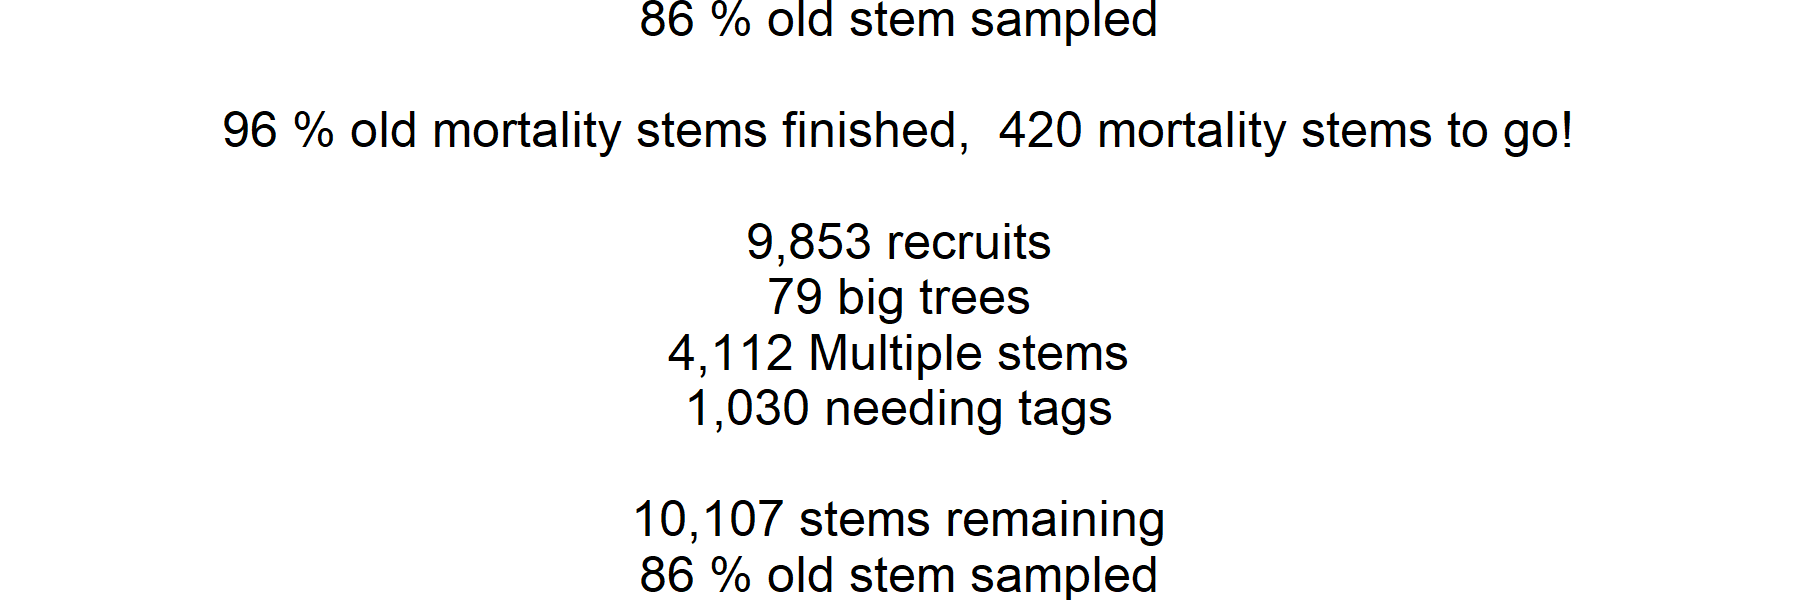 86 % old stem sampled
96 % old mortality stems finished,  420 mortality stems to go!
9,853 recruits
79 big trees
4,112 Multiple stems
1,030 needing tags
10,107 stems remaining
86 % old stem sampled